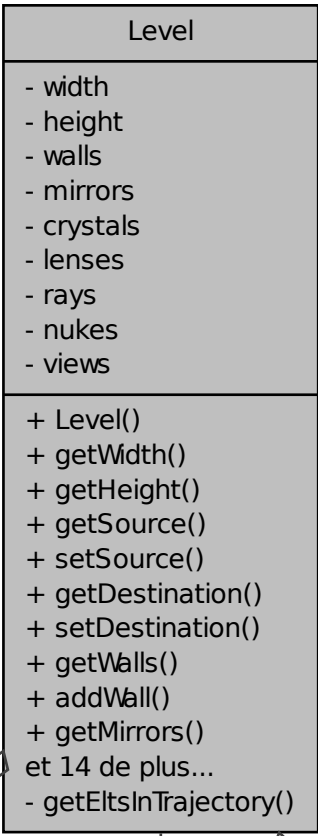 Level
- width
- height
- walls
- mirrors
- crystals
- lenses
- rays
- nukes
- views
+ Level()
+ getWidth()
+ getHeight()
+ getSource()
+ setSource()
+ getDestination()
+ setDestination()
+ getWalls()
+ addWall()
+ getMirrors()
et 14 de plus...
- getEltsInTrajectory()